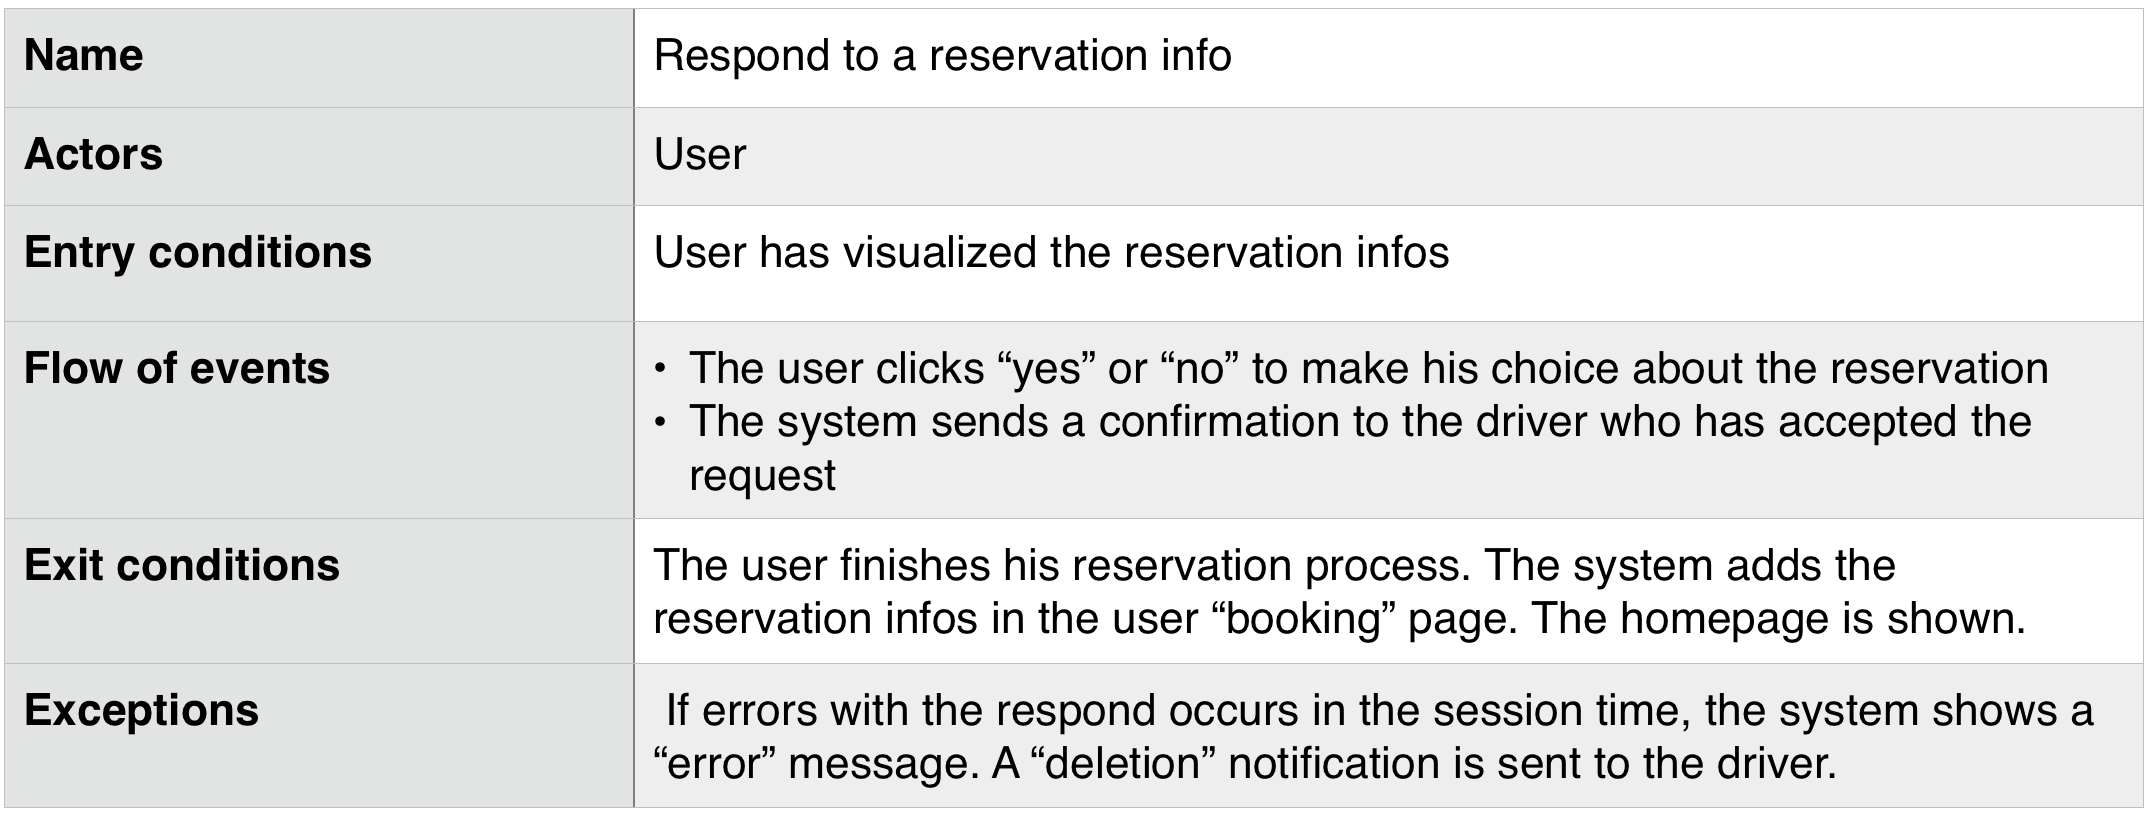 Name
Respond to a reservation info
Actors
User
Entry conditions
User has visualized the reservation infos
Flow of events
• The user clicks “yes” or “no” to make his choice about the reservation
• The system sends a confirmation to the driver who has accepted the
request
Exit conditions
The user finishes his reservation process. The system adds the
reservation infos in the user “booking” page. The homepage is shown.
Exceptions
If errors with the respond occurs in the session time, the system shows a
“error” message. A “deletion” notification is sent to the driver.